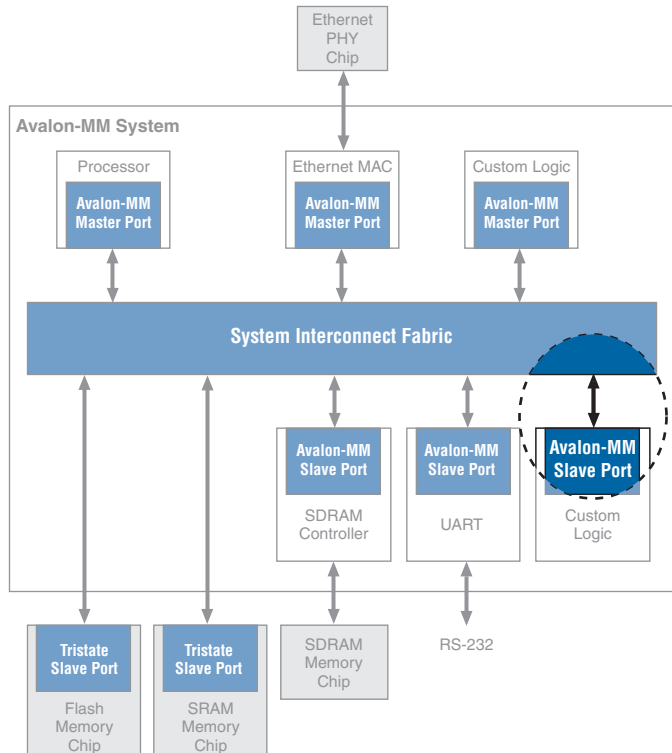 Ethernet
PHY
Chip
Avalon-MM System
Processor
Avalon-MM
Master Port
Ethernet MAC
Avalon-MM
Master Port
Custom Logic
Avalon-MM
Master Port
System Interconnect Fabric
Avalon-MM
Slave Port
SDRAM
Controller
Avalon-MM
Slave Port
UART
Avalon-MM
Slave Port
Custom
Logic
Tristate
Slave Port
Flash
Memory
Chip
Tristate
Slave Port
SRAM
Memory
Chip
SDRAM
Memory
Chip
RS-232